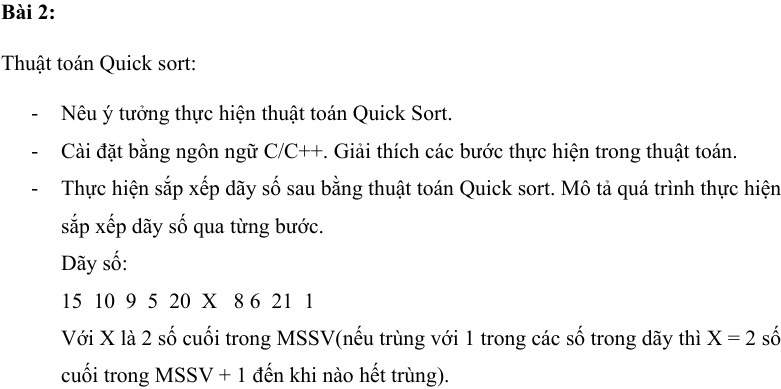 Bài 2:
Thuật toán Quick sort:
- Nêu ý tưởng thực hiện thuật toán Quick Sort.
- Cài đặt bằng ngôn ngữ C/C++. Giải thích các bước thực hiện trong thuật toán.
- Thực hiện sắp xếp dãy số sau bằng thuật toán Quick sort. Mô tả quá trình thực hiện
sắp xếp dãy số qua từng bước.
Dãy số:
15 10 9 5 20 X 8 6 21 1
Với X là 2 số cuối trong MSSV(nếu trùng với 1 trong các số trong dãy thì X = 2 số
cuối trong MSSV + 1 đến khi nào hết trùng).